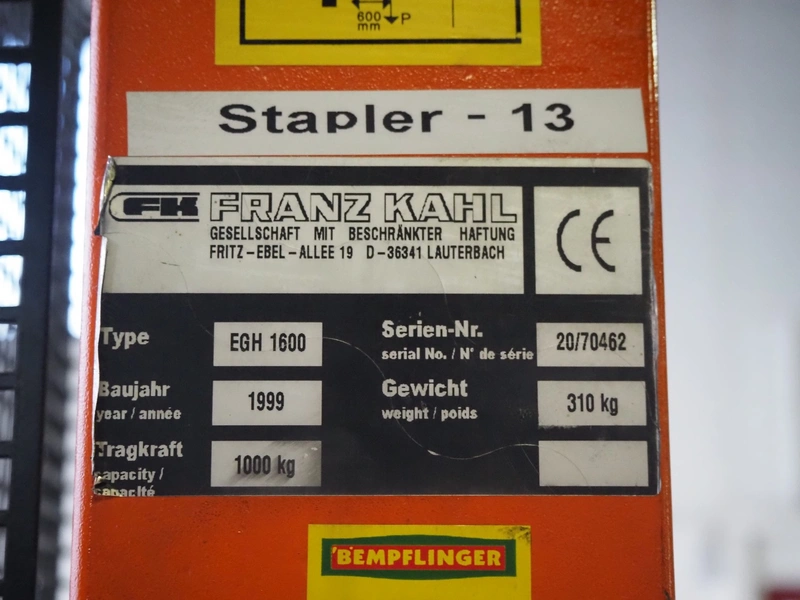 600
mm
P
Stapler - 13
FK FRANZ KAHL
GESELLSCHAFT MIT BESCHRÄNKTER HAFTUNG
FRITZ-EBEL-ALLEE 19 D-36341 LAUTERBACH
CE
Type EGH 1600
Serien-Nr.
serial No. / N° de série 20/70462
Baujahr
year / année 1999
Gewicht
weight / poids 310 kg
Tragkraft
capacity /
capacité 1000 kg
BEMPFLINGER